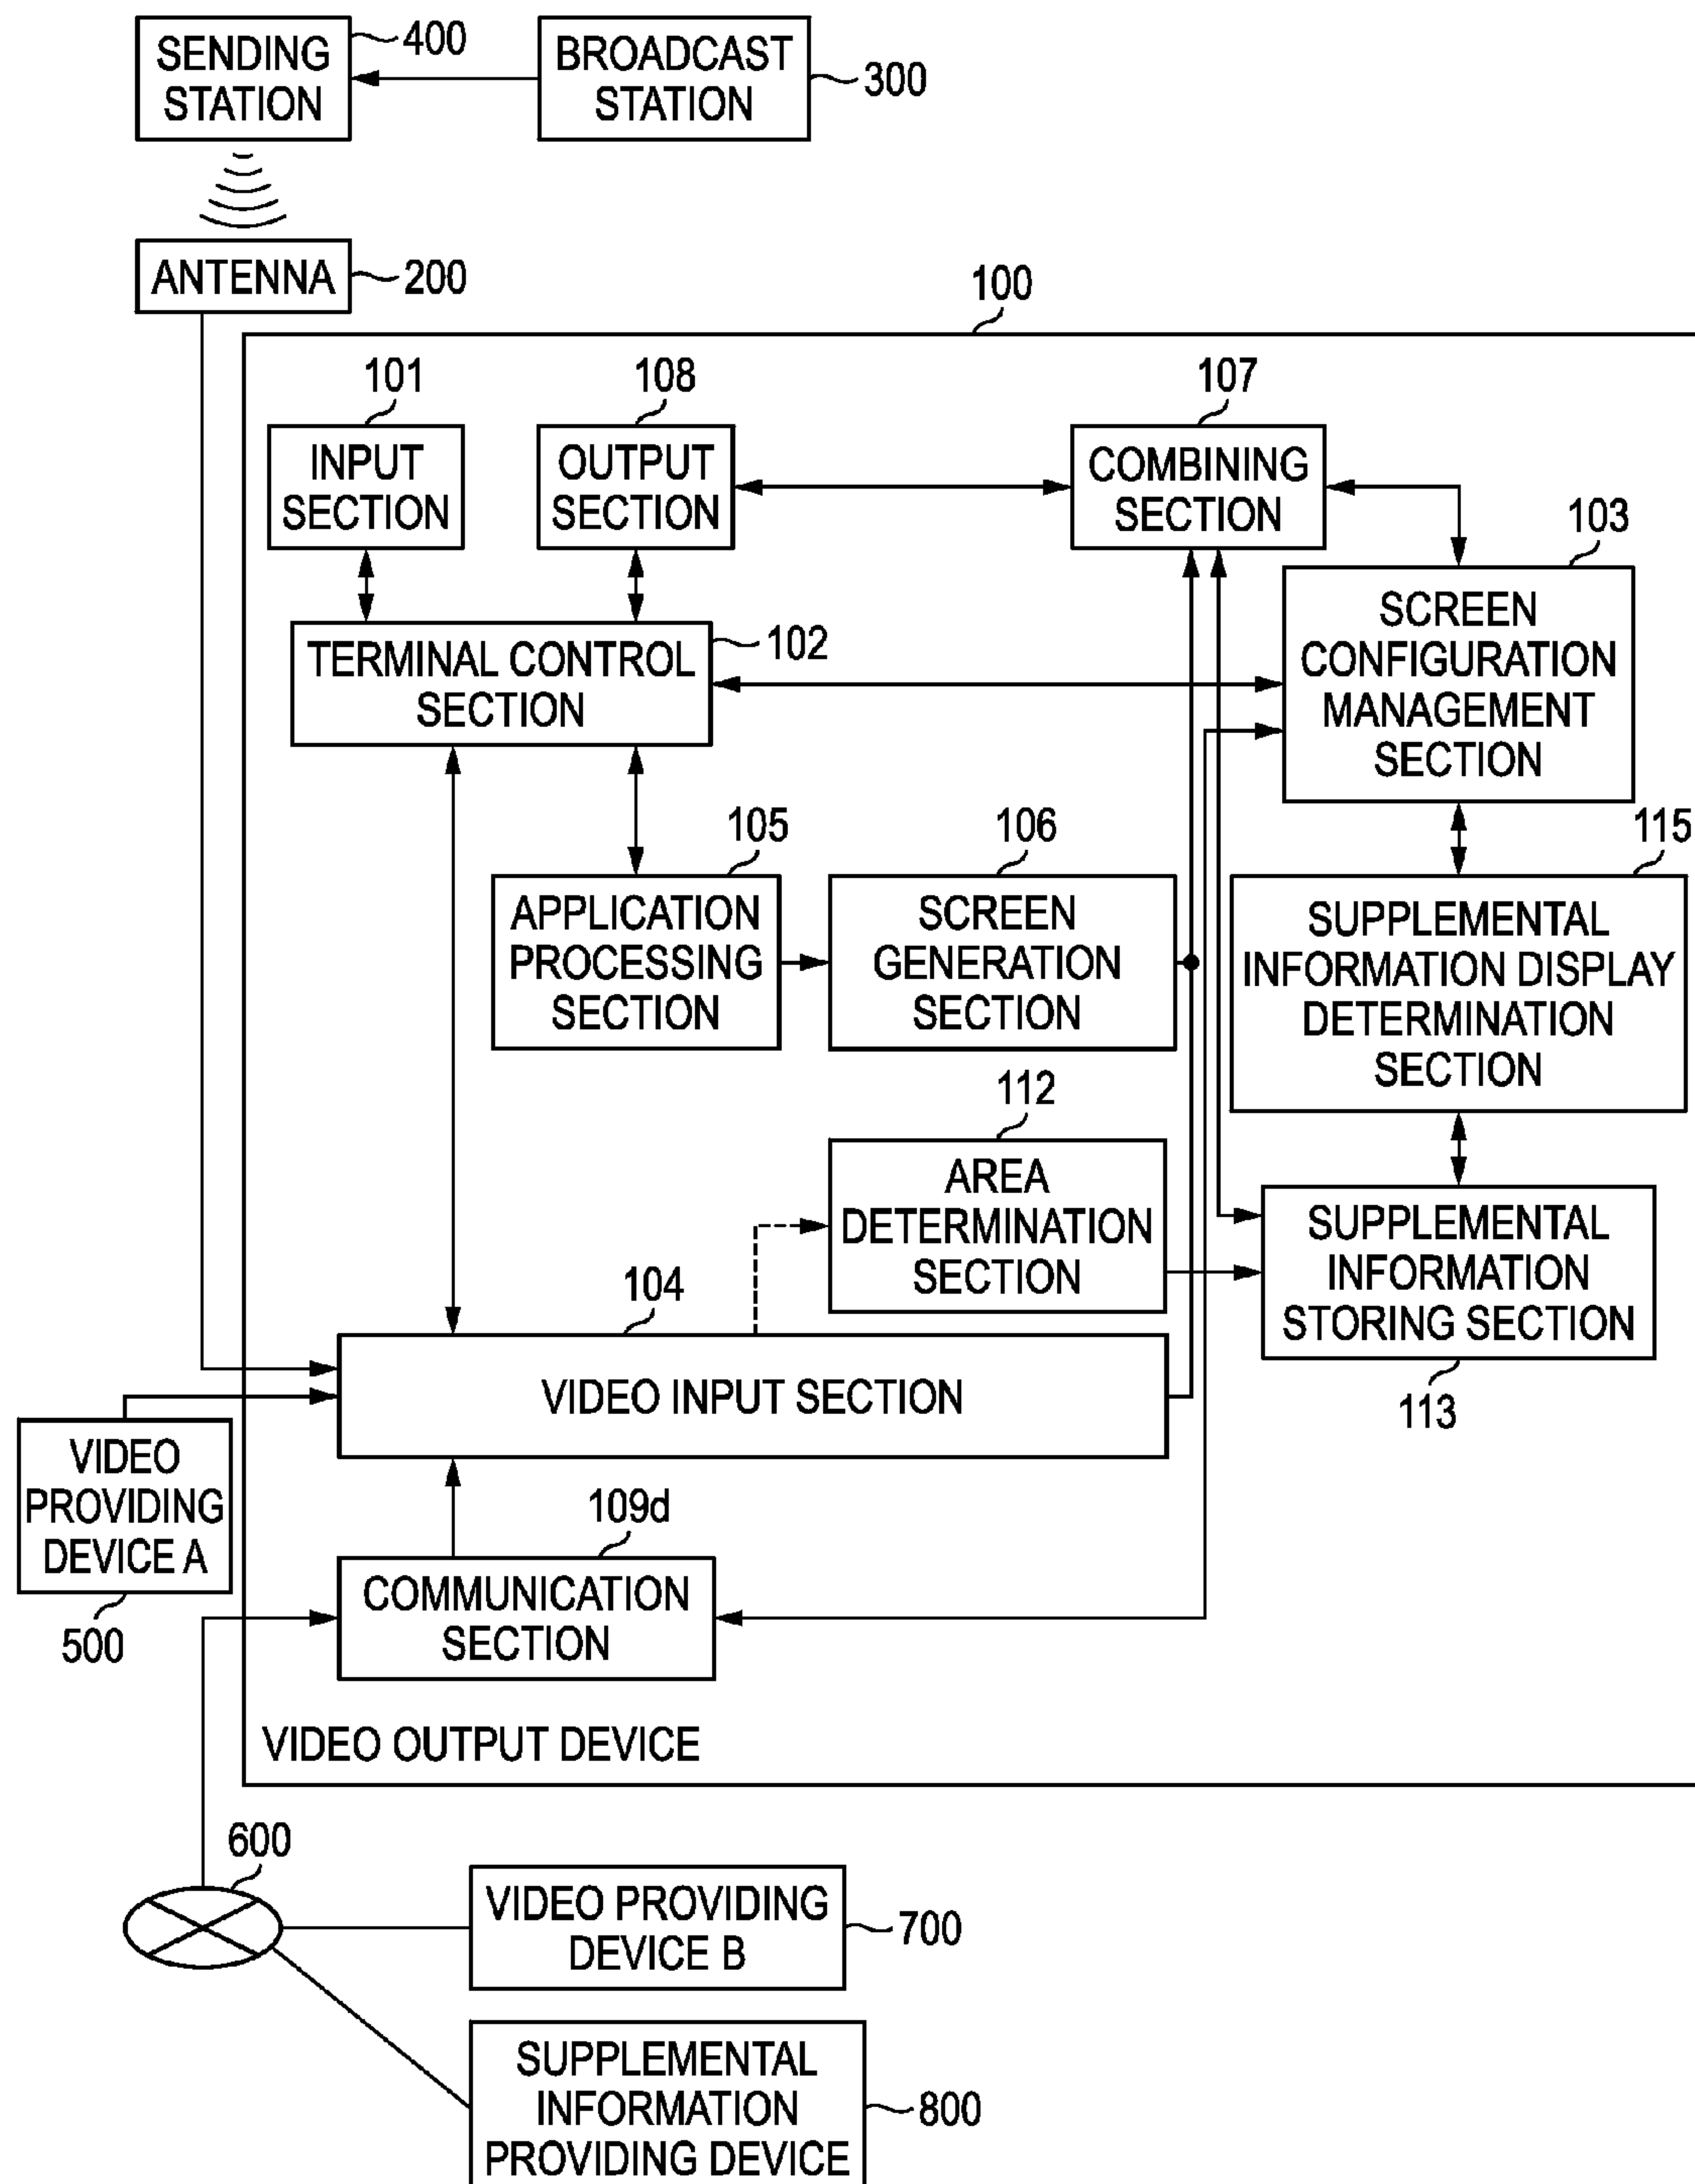 SENDING
STATION
400
BROADCAST
STATION
300
ANTENNA
200
100
101
108
107
INPUT
SECTION
OUTPUT
SECTION
COMBINING
SECTION
103
TERMINAL CONTROL
SECTION
102
SCREEN
CONFIGURATION
MANAGEMENT
SECTION
105
106
115
APPLICATION
PROCESSING
SECTION
SCREEN
GENERATION
SECTION
SUPPLEMENTAL
INFORMATION DISPLAY
DETERMINATION
SECTION
112
AREA
DETERMINATION
SECTION
104
SUPPLEMENTAL
INFORMATION
STORING SECTION
113
VIDEO INPUT SECTION
VIDEO
PROVIDING
DEVICE A
500
109d
COMMUNICATION
SECTION
VIDEO OUTPUT DEVICE
600
VIDEO PROVIDING
DEVICE B
700
SUPPLEMENTAL
INFORMATION
PROVIDING DEVICE
800